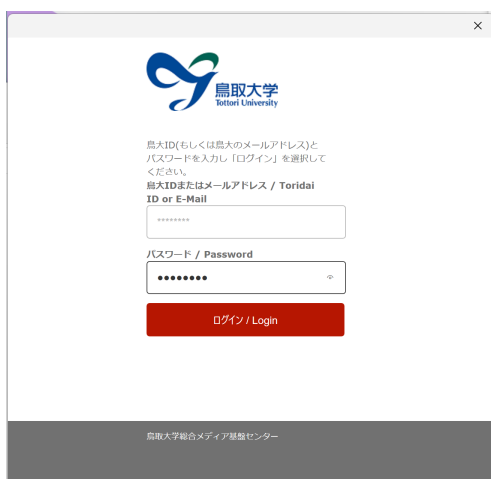 鳥取大学
Tottori University
鳥大ID(もしくは鳥大のメールアドレス)と
パスワードを入力し「ログイン」を選択して
ください。
鳥大IDまたはメールアドレス / Toridai
ID or E-Mail
********
パスワード / Password
●●●●●●●●
ログイン / Login
鳥取大学総合メディア基盤センター